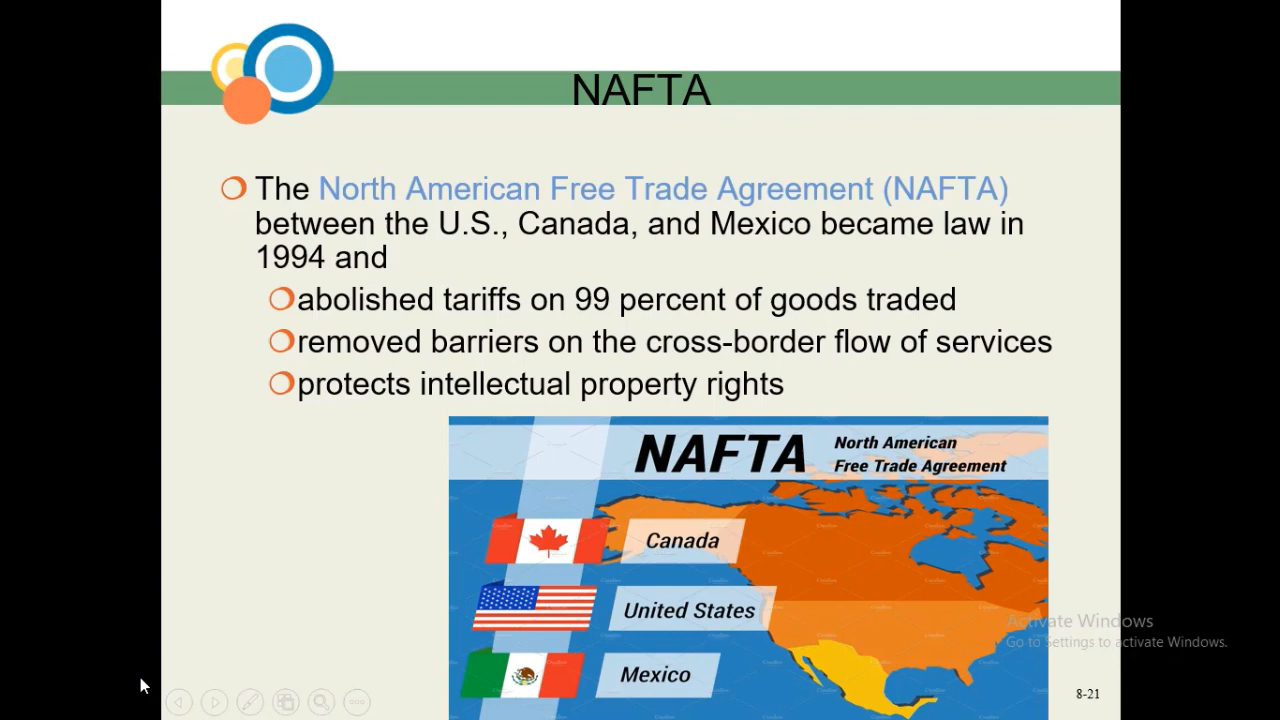 NAFTA
The North American Free Trade Agreement (NAFTA)
between the U.S., Canada, and Mexico became law in
1994 and
abolished tariffs on 99 percent of goods traded
removed barriers on the cross-border flow of services
protects intellectual property rights
NAFTA
North American
Free Trade Agreement
Canada
United States
Mexico
Activate Windows
Go to Settings to activate Windows.
8-21